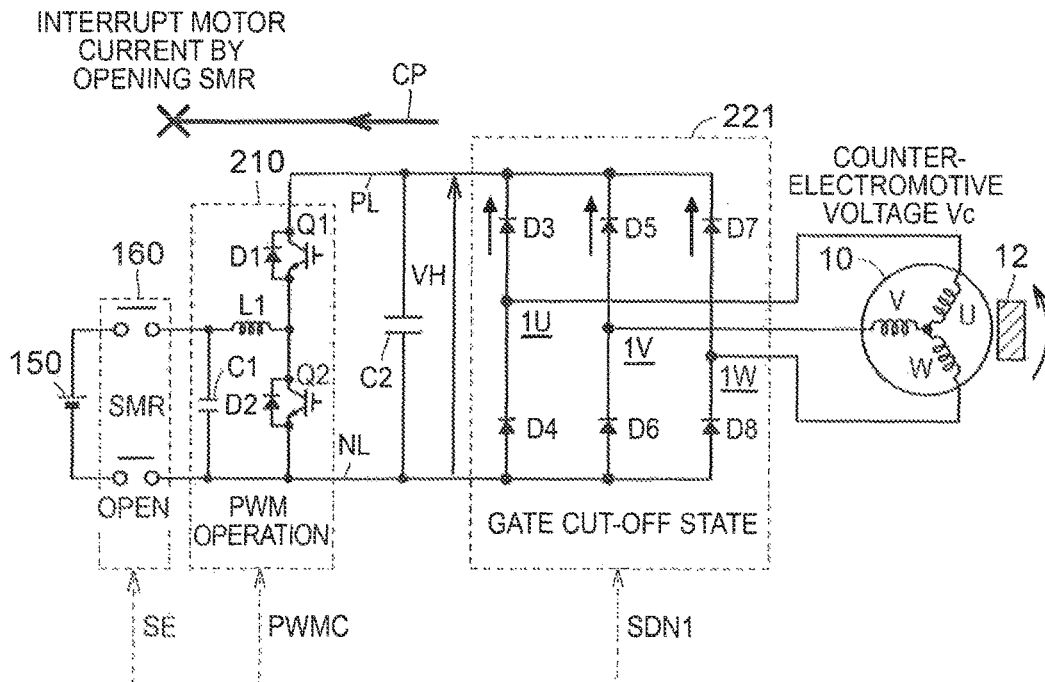 INTERRUPT MOTOR
CURRENT BY
OPENING SMR
CP
221
210
COUNTER-
ELECTROMOTIVE
VOLTAGE Vc
PL
Q1
D1
VH
D3
D5
D7
160
10
12
L1
V
U
W
1U
1V
1W
150
C1
Q2
C2
SMR
D2
D4
D6
D8
NL
OPEN
PWM
OPERATION
GATE CUT-OFF STATE
SE
PWMC
SDN1